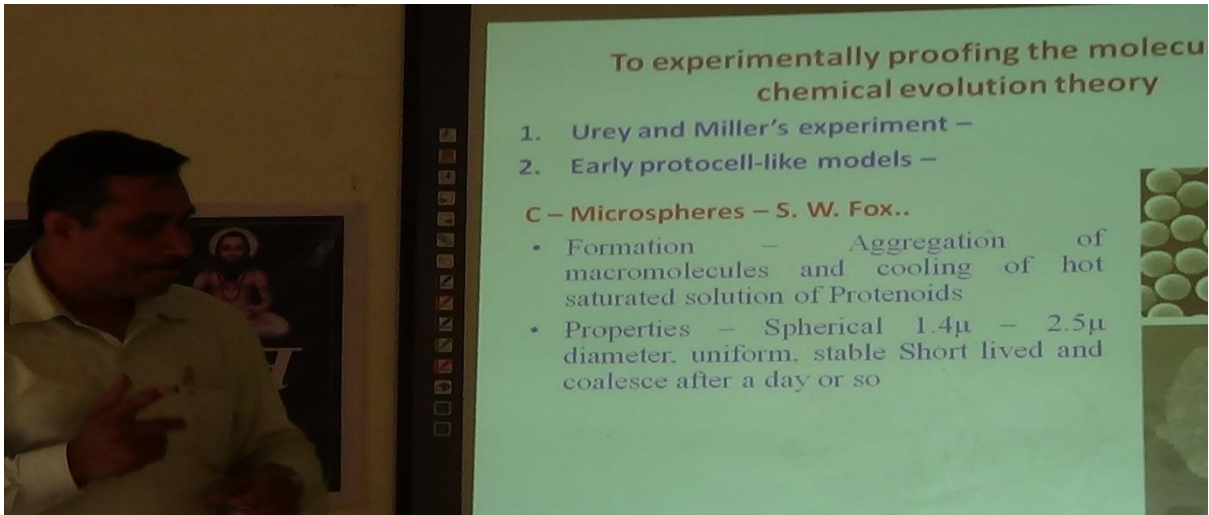 To experimentally proofing the molecu
chemical evolution theory
1. Urey and Miller's experiment –
2. Early protocell-like models –
C – Microspheres – S. W. Fox..
• Formation – Aggregation of
macromolecules and cooling of hot
saturated solution of Protenoids
• Properties – Spherical 1.4µ – 2.5µ
diameter, uniform, stable Short lived and
coalesce after a day or so